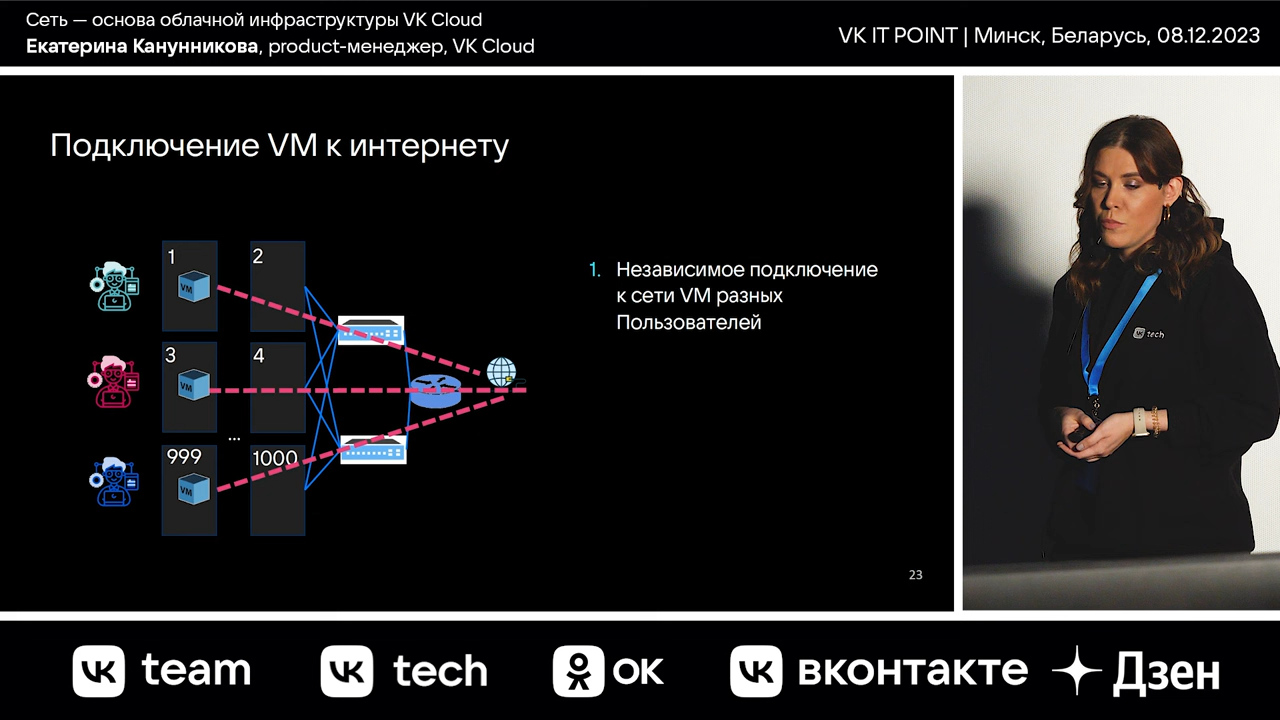 Сеть — основа облачной инфраструктуры VK Cloud
Екатерина Канунникова, product-менеджер, VK Cloud
VK IT POINT | Минск, Беларусь, 08.12.2023
Подключение VM к интернету
1
2
VM
3
4
VM
...
999
1000
VM
1. Независимое подключение
к сети VM разных
Пользователей
23
tech
team
tech
ок
вконтакте
Дзен